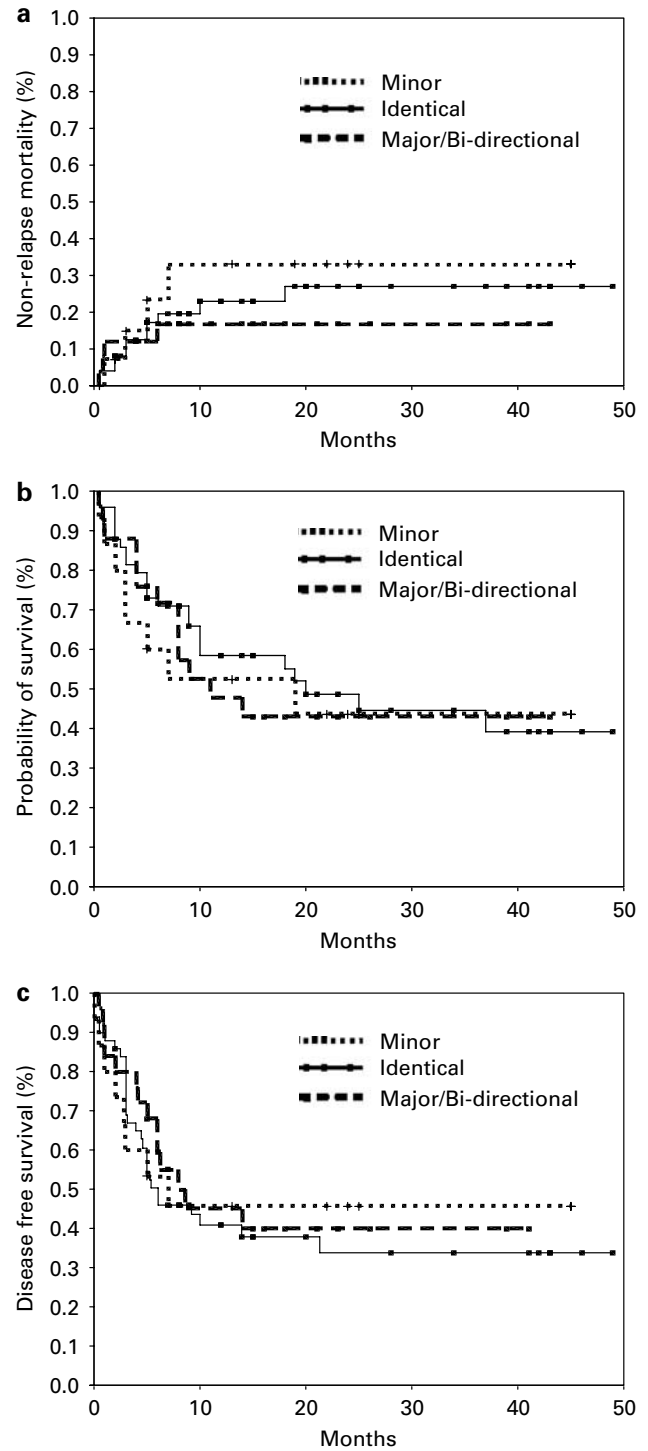 a
Non-relapse mortality (%)
1.0
0.9
0.8
0.7
0.6
0.5
0.4
0.3
0.2
0.1
0.0
Minor
Identical
Major/Bi-directional
0 10 20 30 40 50
Months
b
Probability of survival (%)
1.0
0.9
0.8
0.7
0.6
0.5
0.4
0.3
0.2
0.1
0.0
Minor
Identical
Major/Bi-directional
0 10 20 30 40 50
Months
c
Disease free survival (%)
1.0
0.9
0.8
0.7
0.6
0.5
0.4
0.3
0.2
0.1
0.0
Minor
Identical
Major/Bi-directional
0 10 20 30 40 50
Months